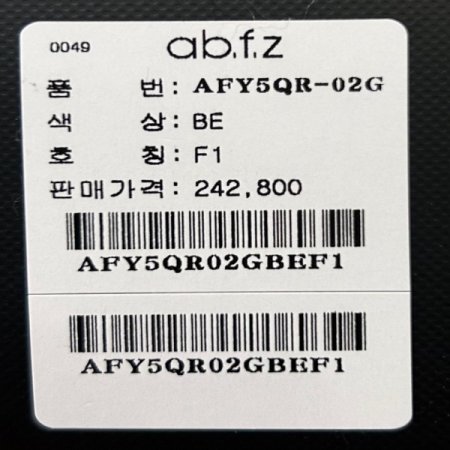 0049 ab.f.z
품 번: AFY5QR-02G
색 상: BE
호 칭: F1
판매가격: 242,800
AFY5QR02GBEF1
AFY5QR02GBEF1